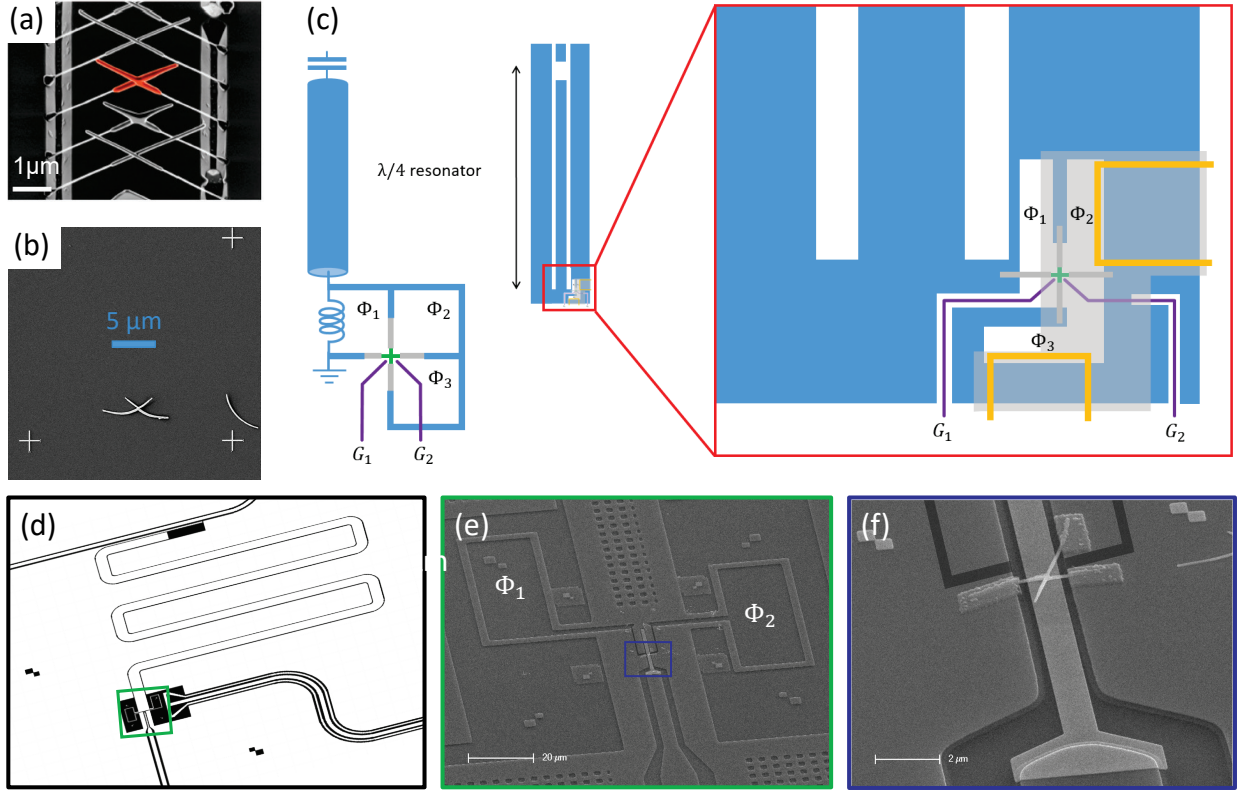 (a)
1μm
(b)
5 μm
(c)
λ/4 resonator
Φ₁
Φ₂
Φ₃
G₁
G₂
Φ₁
Φ₂
Φ₃
G₁
G₂
(d)
m
(e)
Φ₁
Φ₂
20 μm
(f)
2 μm